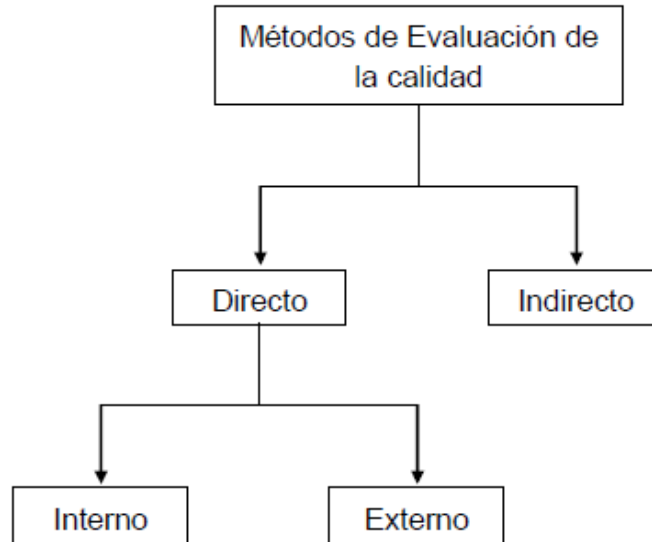 Métodos de Evaluación de
la calidad
Directo
Indirecto
Interno
Externo